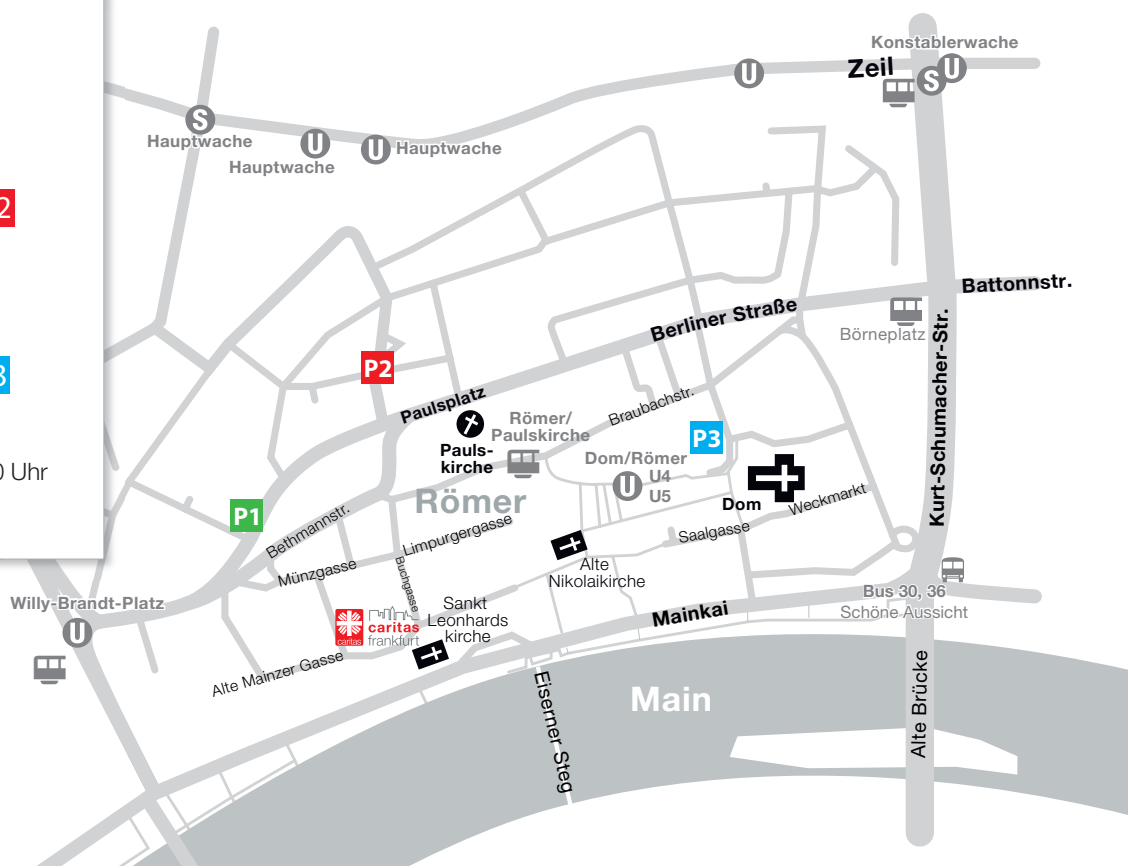 Konstablerwache
Zeil
U
S
U
S
Hauptwache
U
Hauptwache
U
Hauptwache
2
Battonnstr.
Berliner Straße
Börneplatz
Kurt-Schumacher-Str.
3
P2
Paulsplatz
Braubachstr.
Römer/
Paulskirche
Pauls-
kirche
P3
Dom/Römer
U
U4
U5
0 Uhr
Römer
Dom
Weckmarkt
Saalgasse
P1
Bethmannstr.
Limpurgergasse
Münzgasse
Buchgasse
Alte
Nikolaikirche
Bus 30, 36
Schöne Aussicht
Willy-Brandt-Platz
U
caritas
caritas
frankfurt
Sankt
Leonhards
kirche
Mainkai
Alte Mainzer Gasse
Eiserner Steg
Main
Alte Brücke